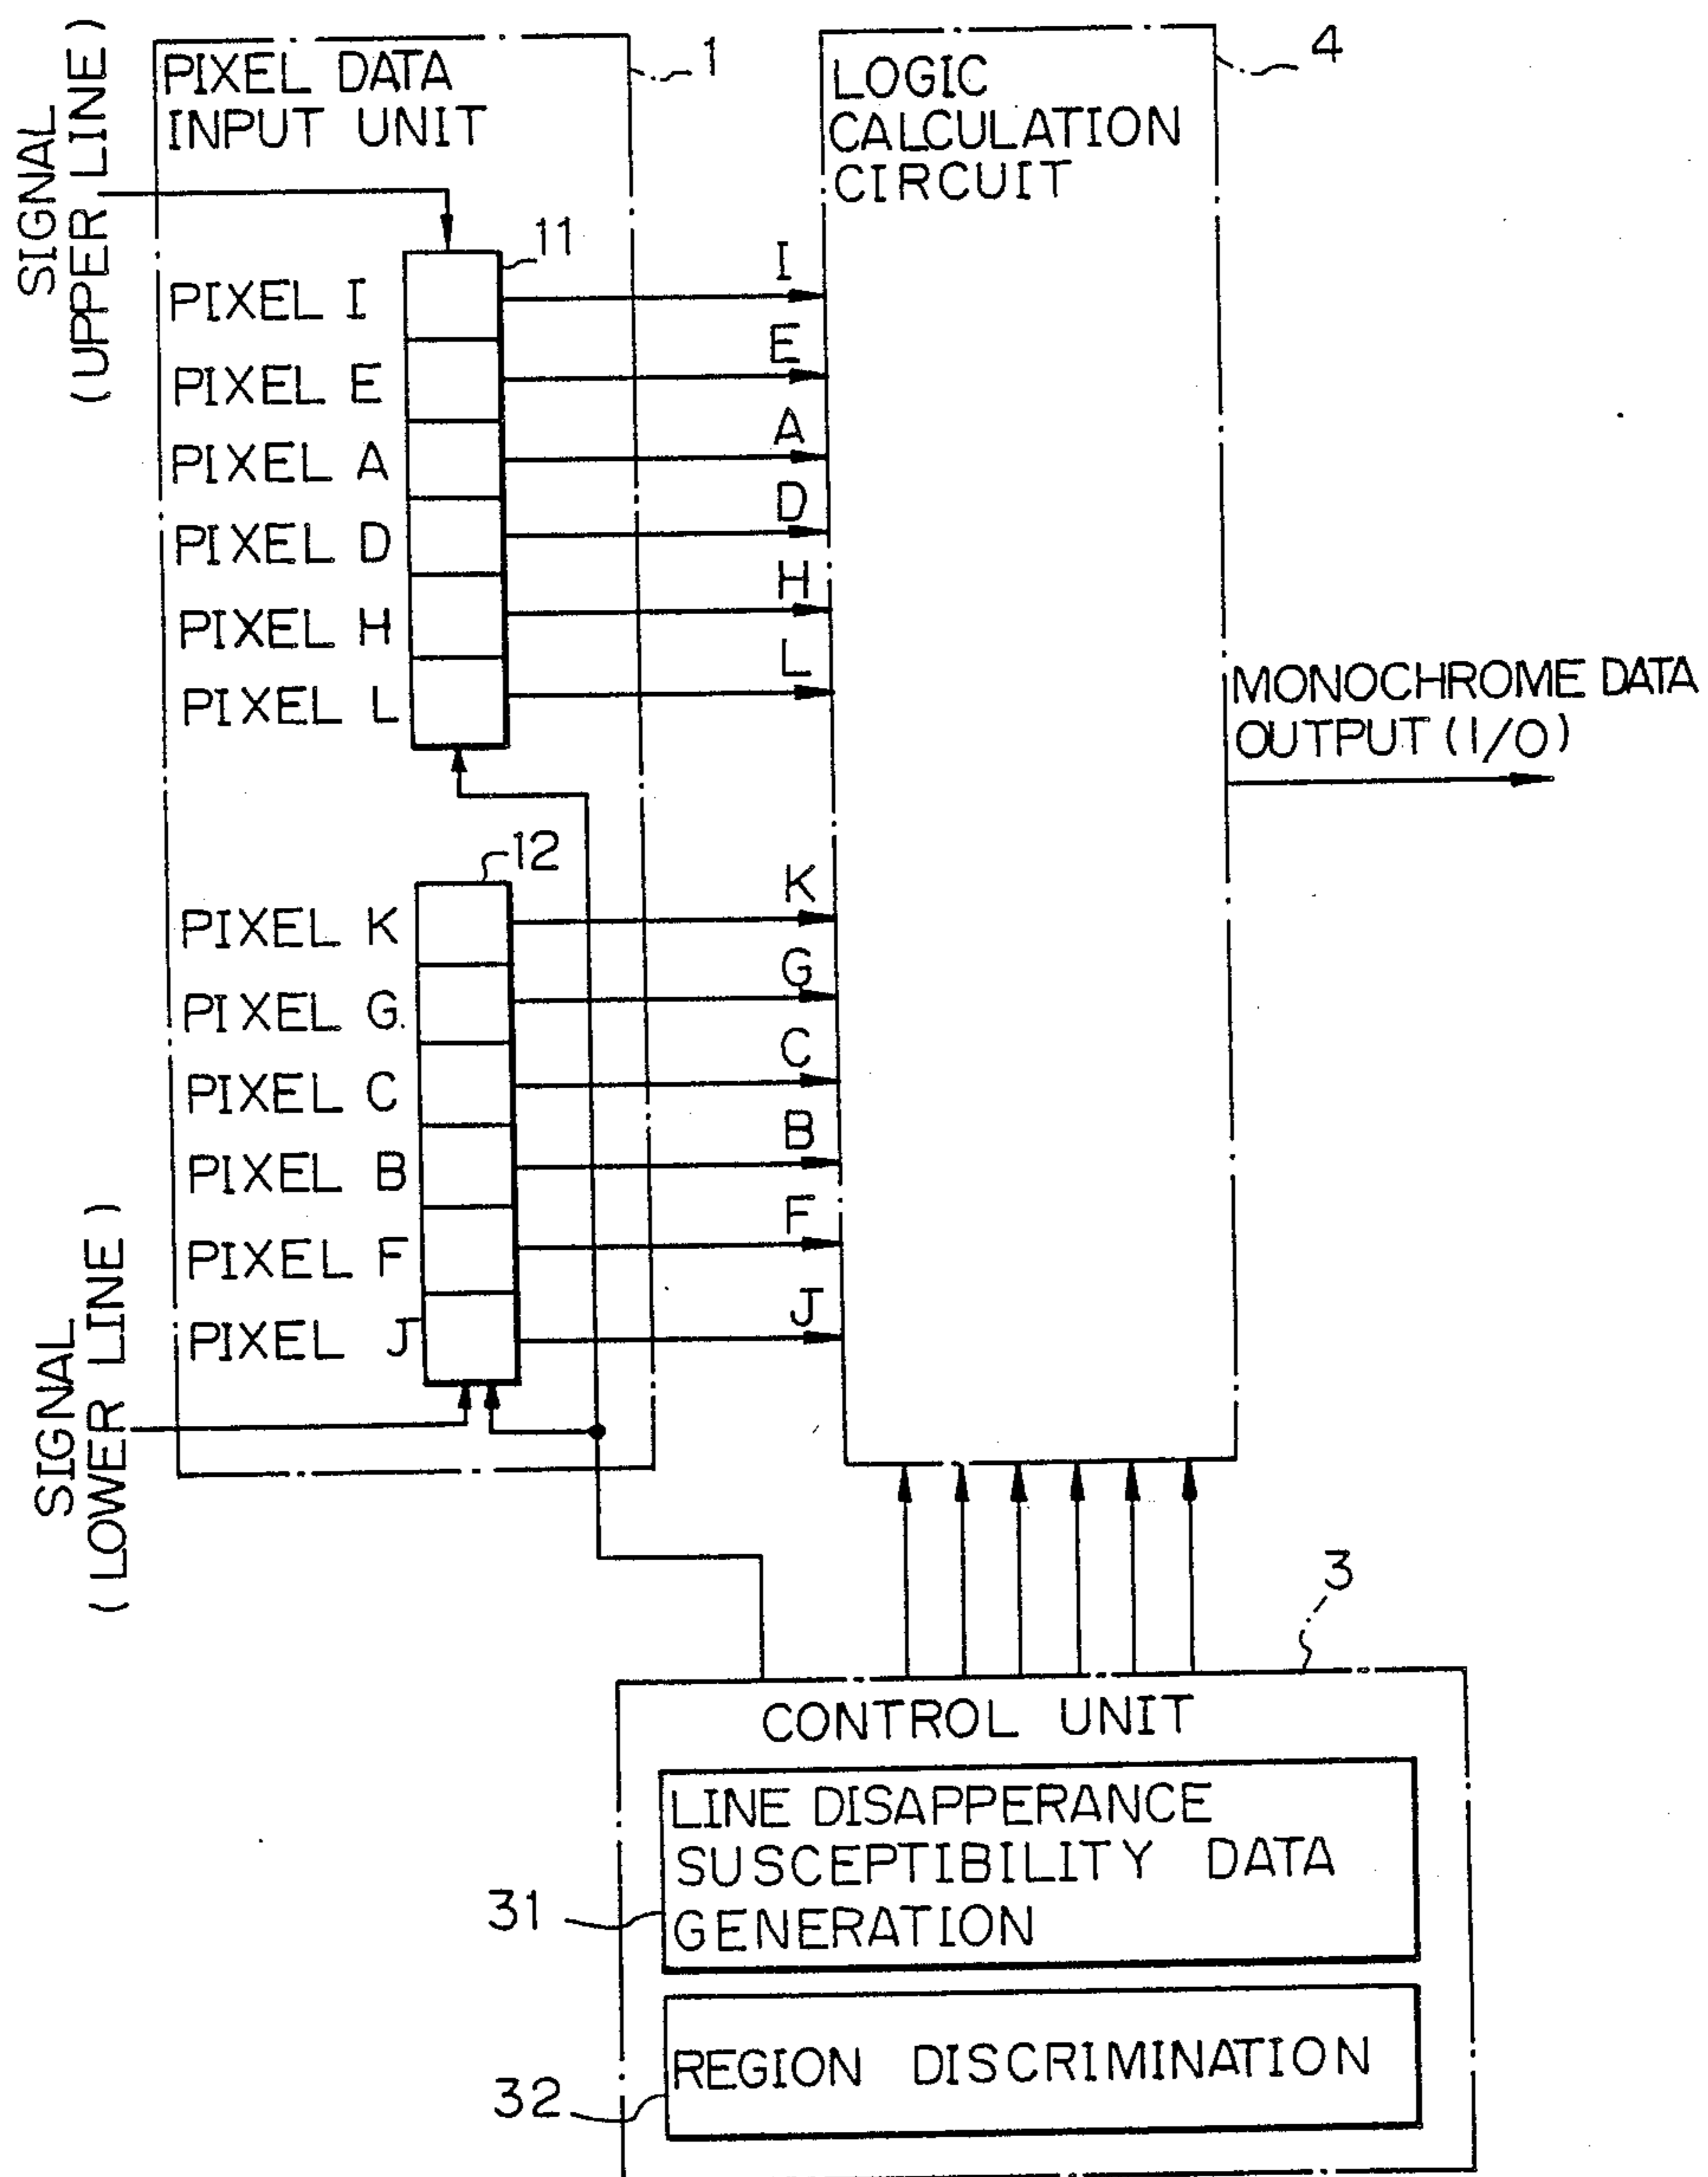 SIGNAL
(UPPER LINE)
PIXEL DATA
INPUT UNIT
1
LOGIC
CALCULATION
CIRCUIT
4
11
PIXEL I
I
PIXEL E
E
PIXEL A
A
PIXEL D
D
PIXEL H
H
PIXEL L
L
MONOCHROME DATA
OUTPUT (1/0)
12
PIXEL K
K
PIXEL G
G
PIXEL C
C
PIXEL B
B
PIXEL F
F
PIXEL J
J
SIGNAL
(LOWER LINE)
3
CONTROL UNIT
LINE DISAPPERANCE
SUSCEPTIBILITY DATA
GENERATION
31
REGION DISCRIMINATION
32